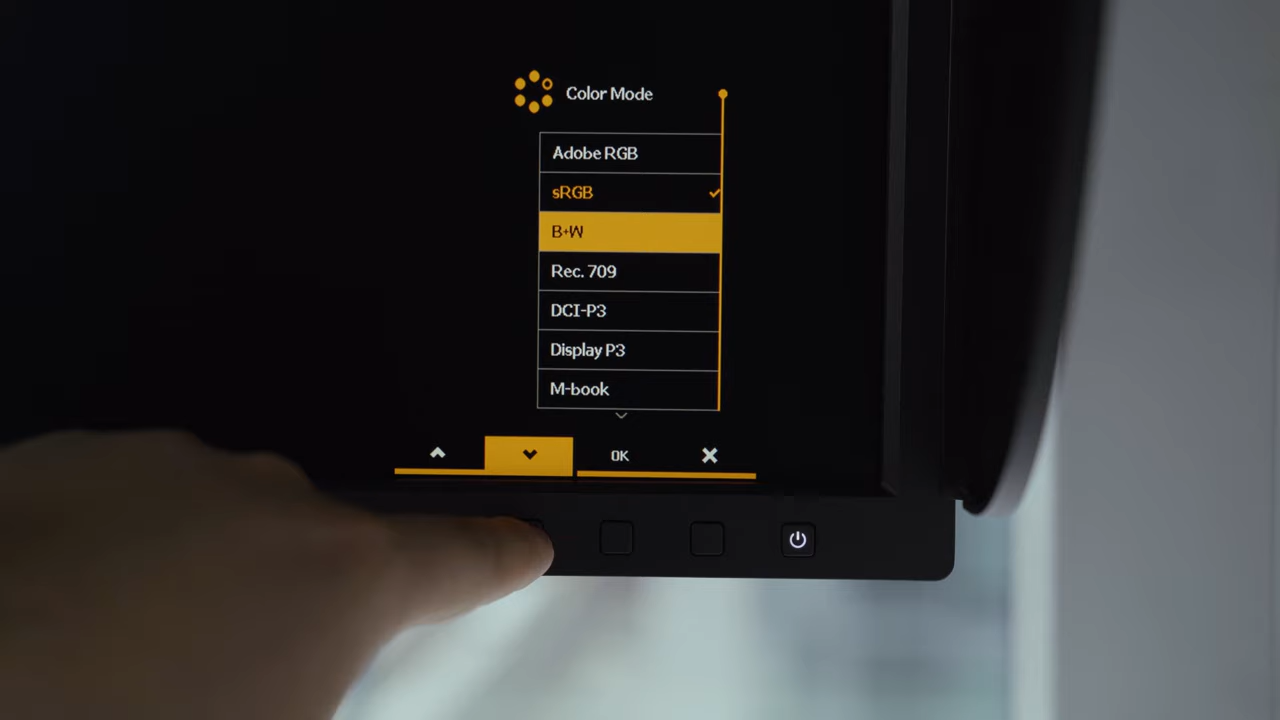 Color Mode
Adobe RGB
sRGB
B+W
Rec. 709
DCI-P3
Display P3
M-book
OK